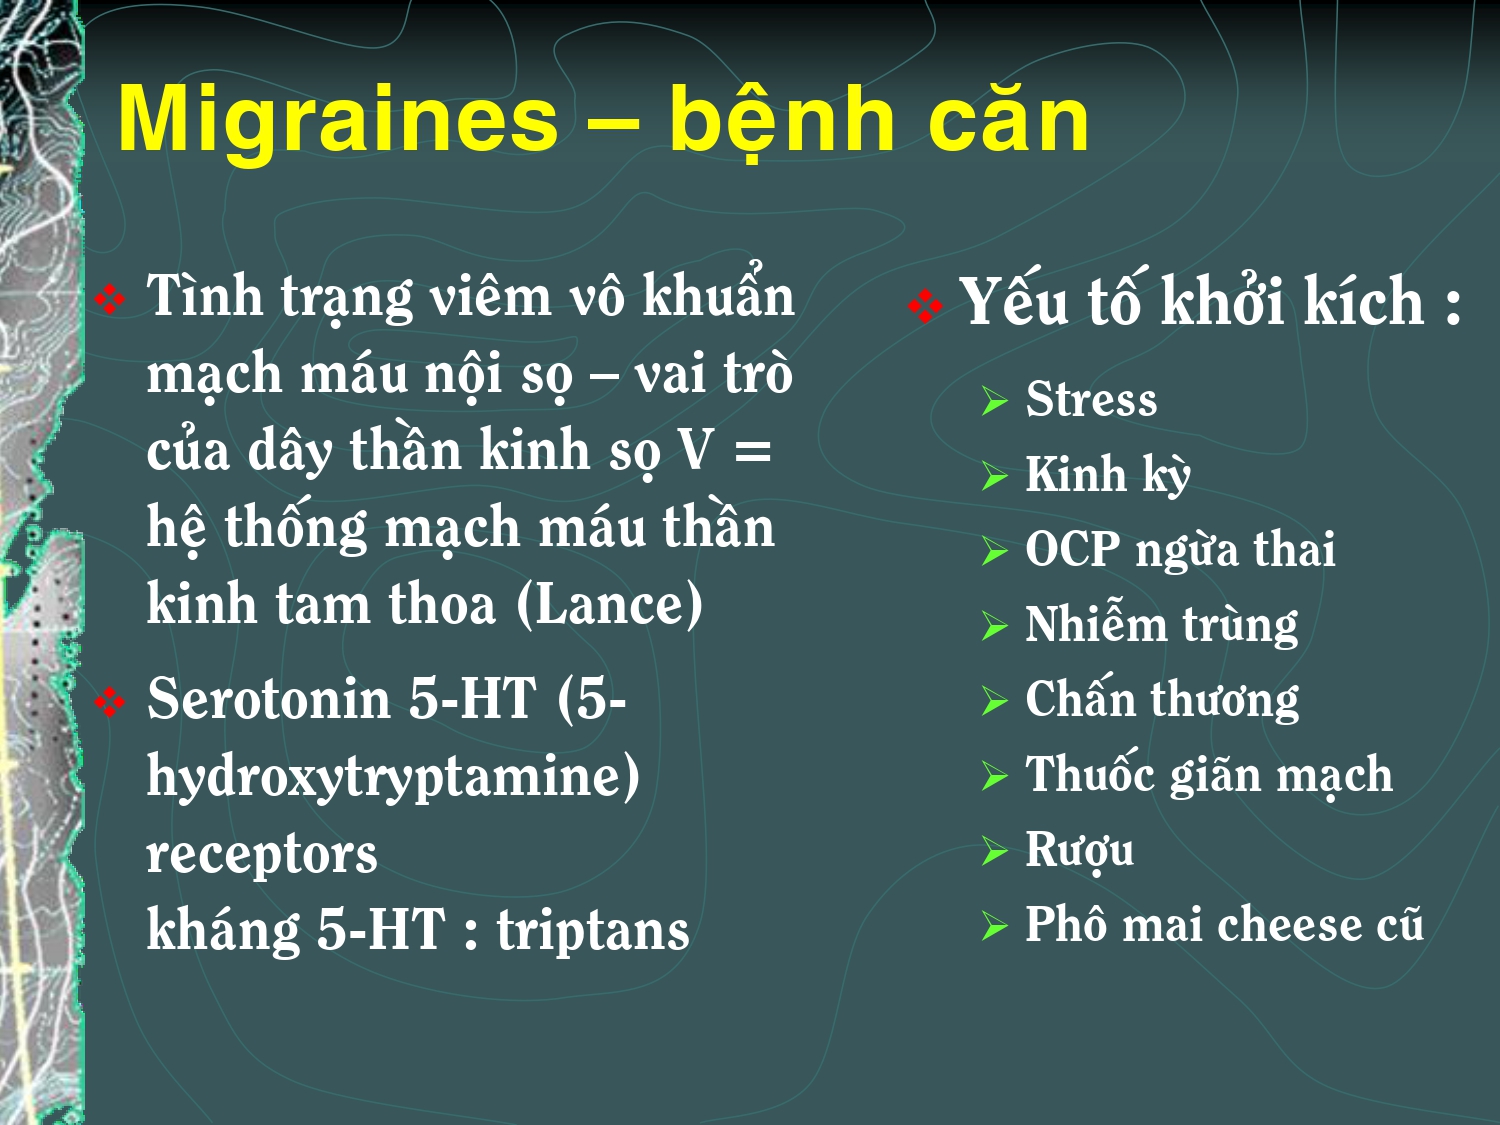 Migraines – bệnh căn
Tình trạng viêm vô khuẩn
mạch máu nội sọ – vai trò
của dây thần kinh sọ V =
hệ thống mạch máu thần
kinh tam thoa (Lance)
Serotonin 5-HT (5-
hydroxytryptamine)
receptors
kháng 5-HT : triptans
Yếu tố khởi kích :
Stress
Kinh kỳ
OCP ngừa thai
Nhiễm trùng
Chấn thương
Thuốc giãn mạch
Rượu
Phô mai cheese cũ